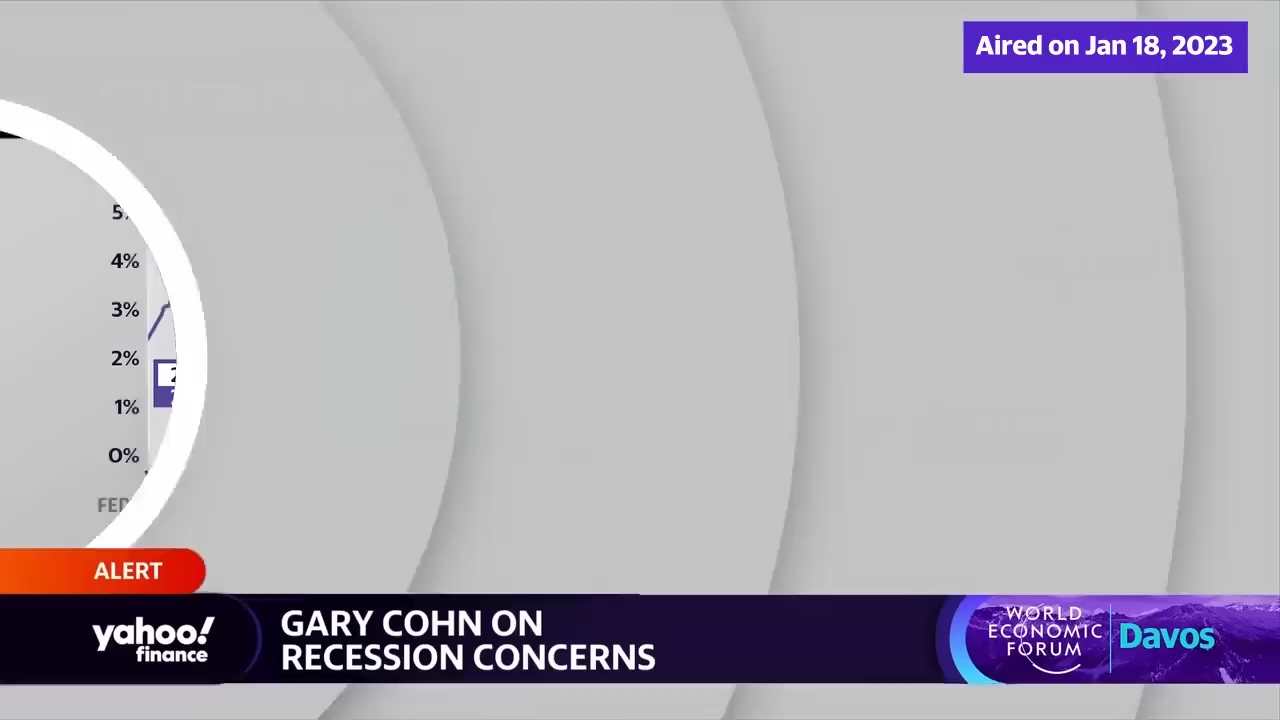 Aired on Jan 18, 2023
4%
3%
2%
1%
0%
ALERT
yahoo!
finance
GARY COHN ON
RECESSION CONCERNS
WORLD
ECONOMIC
FORUM
Davos